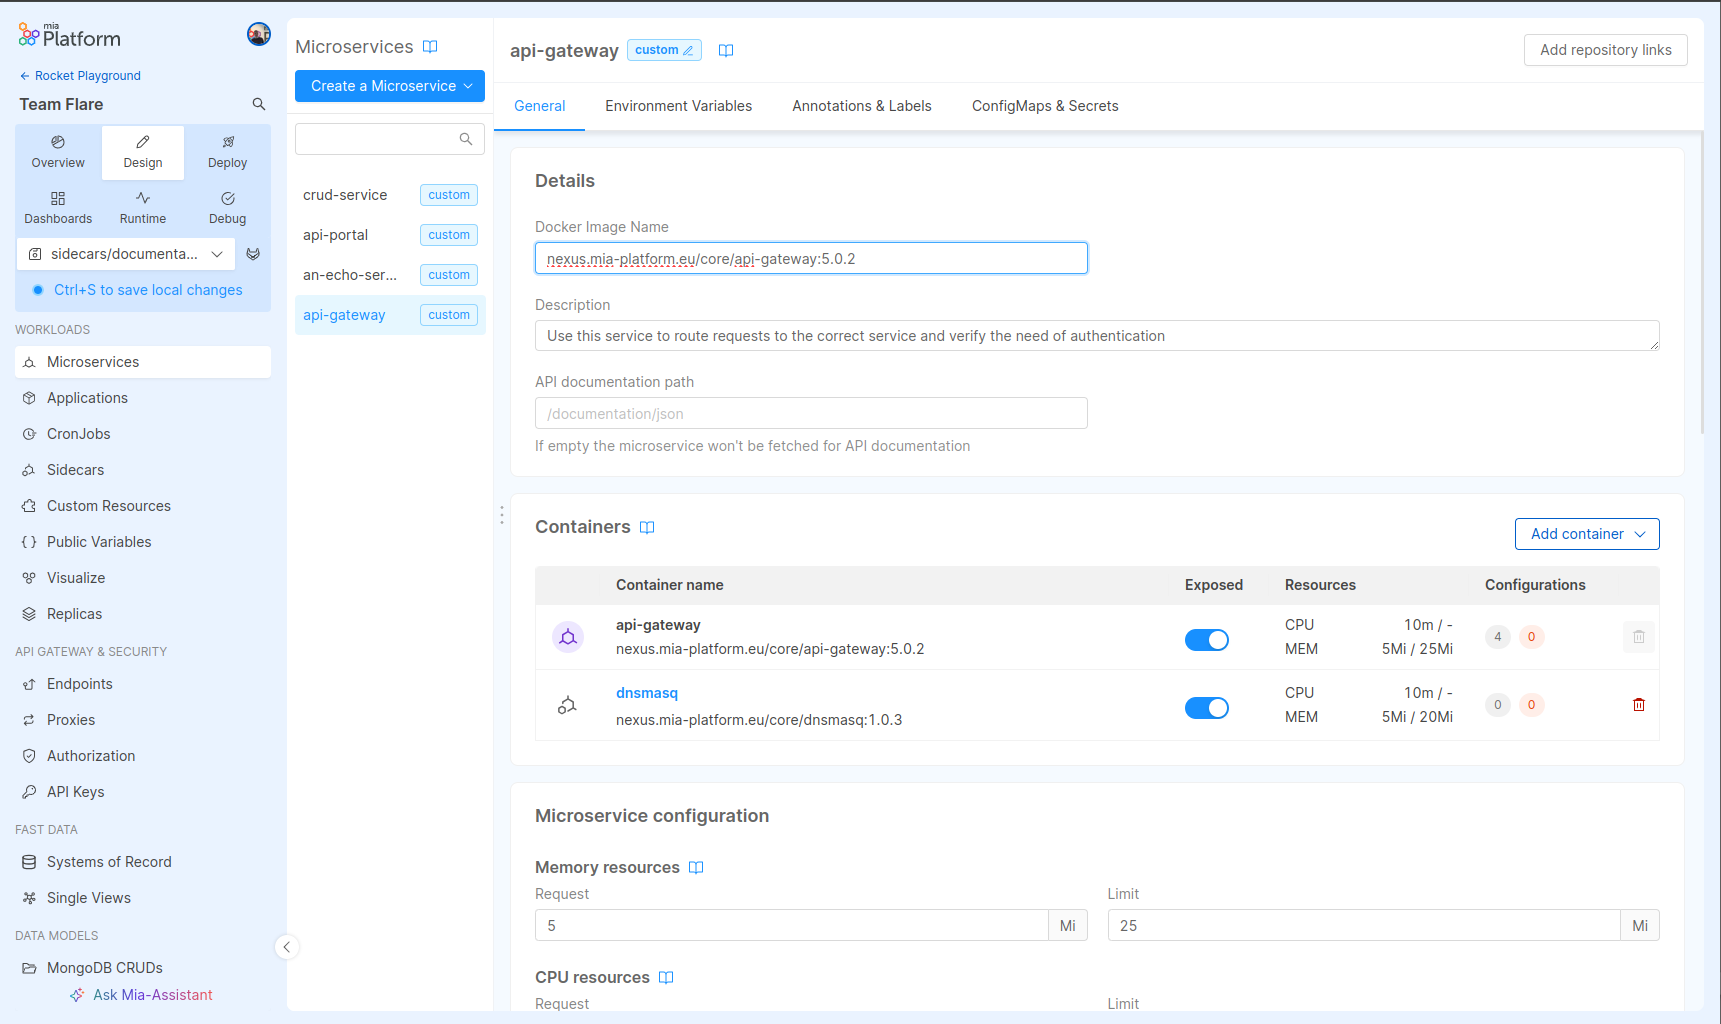 mia
Platform
Rocket Playground
Team Flare
Overview
Design
Deploy
Dashboards
Runtime
Debug
sidecars/documenta...
Ctrl+S to save local changes
WORKLOADS
Microservices
Applications
CronJobs
Sidecars
Custom Resources
Public Variables
Visualize
Replicas
API GATEWAY & SECURITY
Endpoints
Proxies
Authorization
API Keys
FAST DATA
Systems of Record
Single Views
DATA MODELS
MongoDB CRUDs
Ask Mia-Assistant
Microservices
Create a Microservice
crud-service custom
api-portal custom
an-echo-ser... custom
api-gateway custom
api-gateway custom
Add repository links
General Environment Variables Annotations & Labels ConfigMaps & Secrets
Details
Docker Image Name
nexus.mia-platform.eu/core/api-gateway:5.0.2
Description
Use this service to route requests to the correct service and verify the need of authentication
API documentation path
/documentation/json
If empty the microservice won't be fetched for API documentation
Containers
Add container
Container name Exposed Resources Configurations
api-gateway
nexus.mia-platform.eu/core/api-gateway:5.0.2
CPU 10m / -
MEM 5Mi / 25Mi
4 0
dnsmasq
nexus.mia-platform.eu/core/dnsmasq:1.0.3
CPU 10m / -
MEM 5Mi / 20Mi
0 0
Microservice configuration
Memory resources
Request Limit
5 Mi 25 Mi
CPU resources
Request Limit